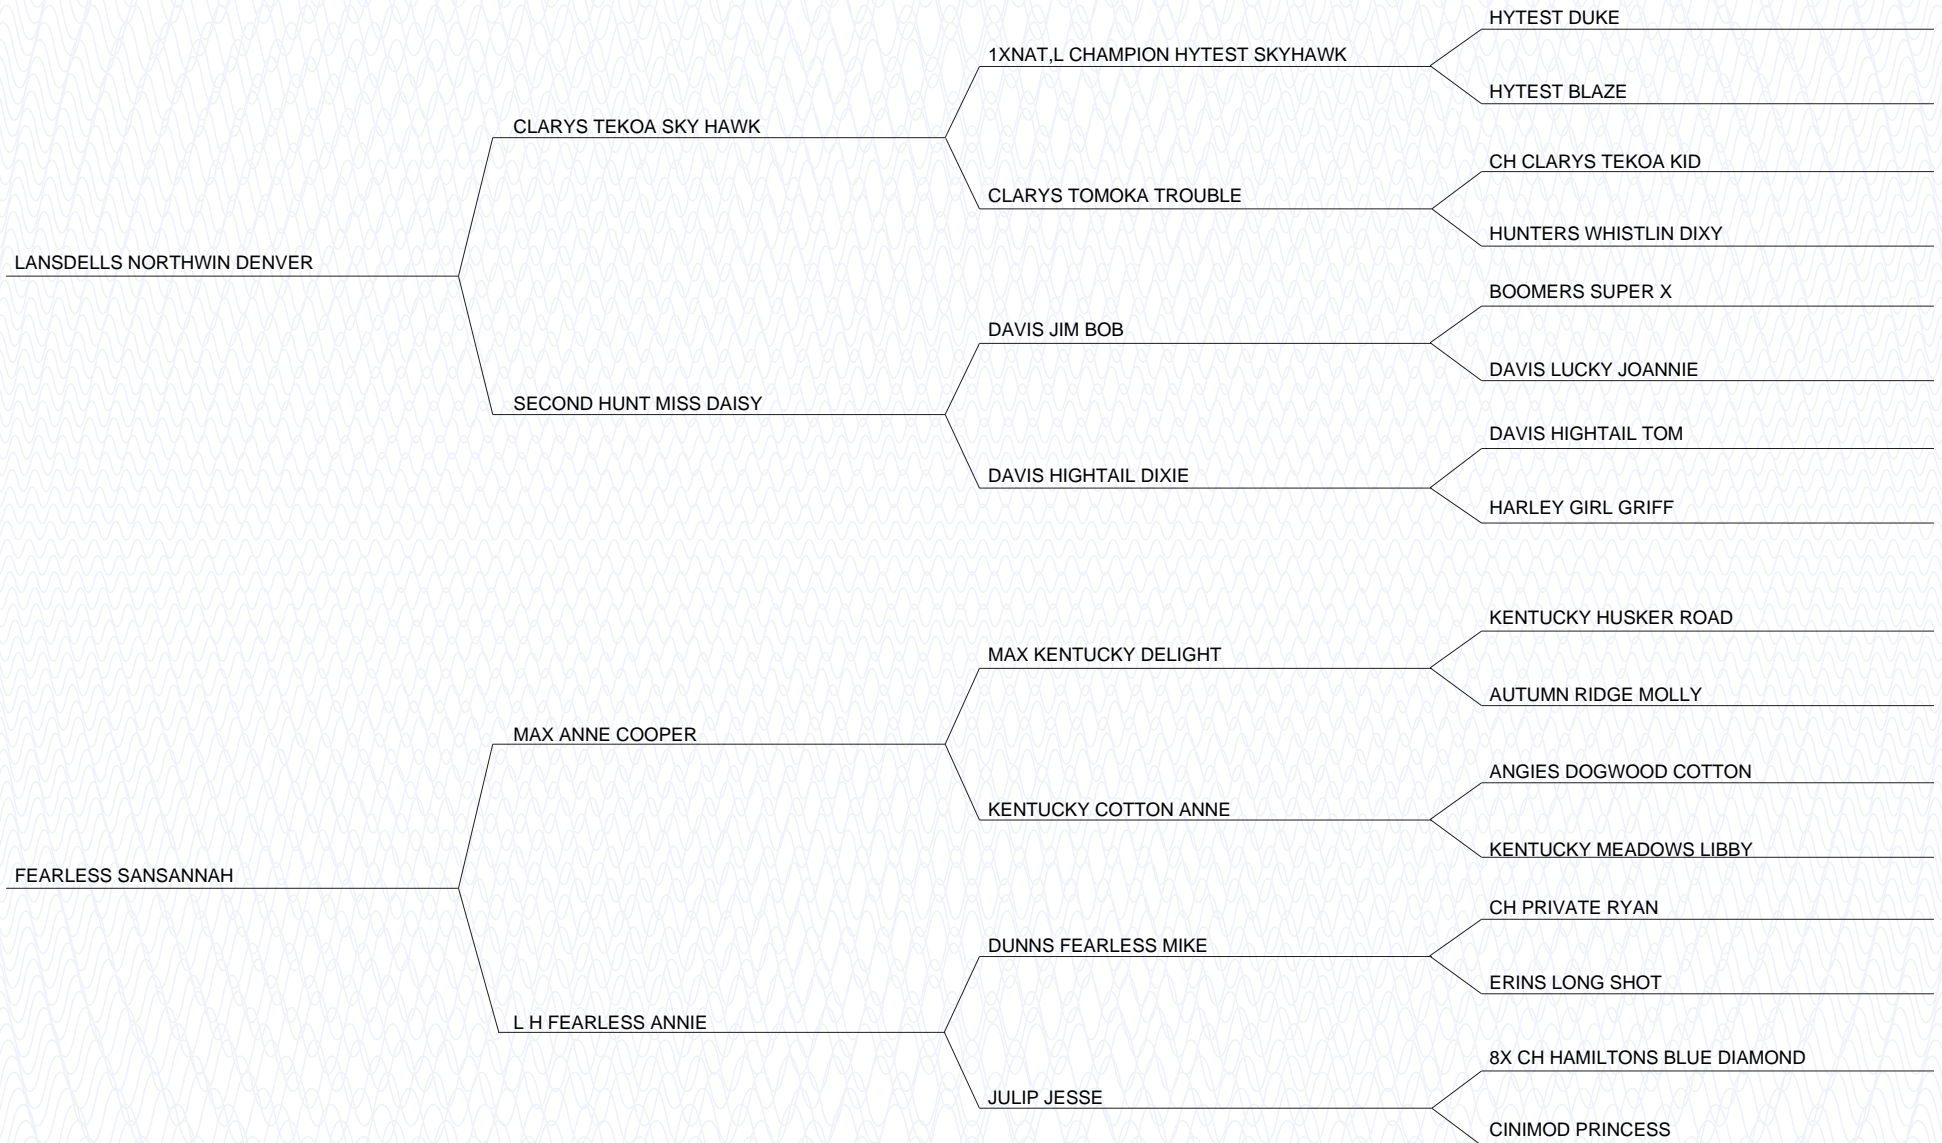 HYTEST DUKE
1XNAT,L CHAMPION HYTEST SKYHAWK
HYTEST BLAZE
CLARYS TEKOA SKY HAWK
CH CLARYS TEKOA KID
CLARYS TOMOKA TROUBLE
HUNTERS WHISTLIN DIXY
LANSDELLS NORTHWIN DENVER
BOOMERS SUPER X
DAVIS JIM BOB
DAVIS LUCKY JOANNIE
SECOND HUNT MISS DAISY
DAVIS HIGHTAIL TOM
DAVIS HIGHTAIL DIXIE
HARLEY GIRL GRIFF
KENTUCKY HUSKER ROAD
MAX KENTUCKY DELIGHT
AUTUMN RIDGE MOLLY
MAX ANNE COOPER
ANGIES DOGWOOD COTTON
KENTUCKY COTTON ANNE
KENTUCKY MEADOWS LIBBY
FEARLESS SANSANNAH
CH PRIVATE RYAN
DUNNS FEARLESS MIKE
ERINS LONG SHOT
L H FEARLESS ANNIE
8X CH HAMILTONS BLUE DIAMOND
JULIP JESSE
CINIMOD PRINCESS